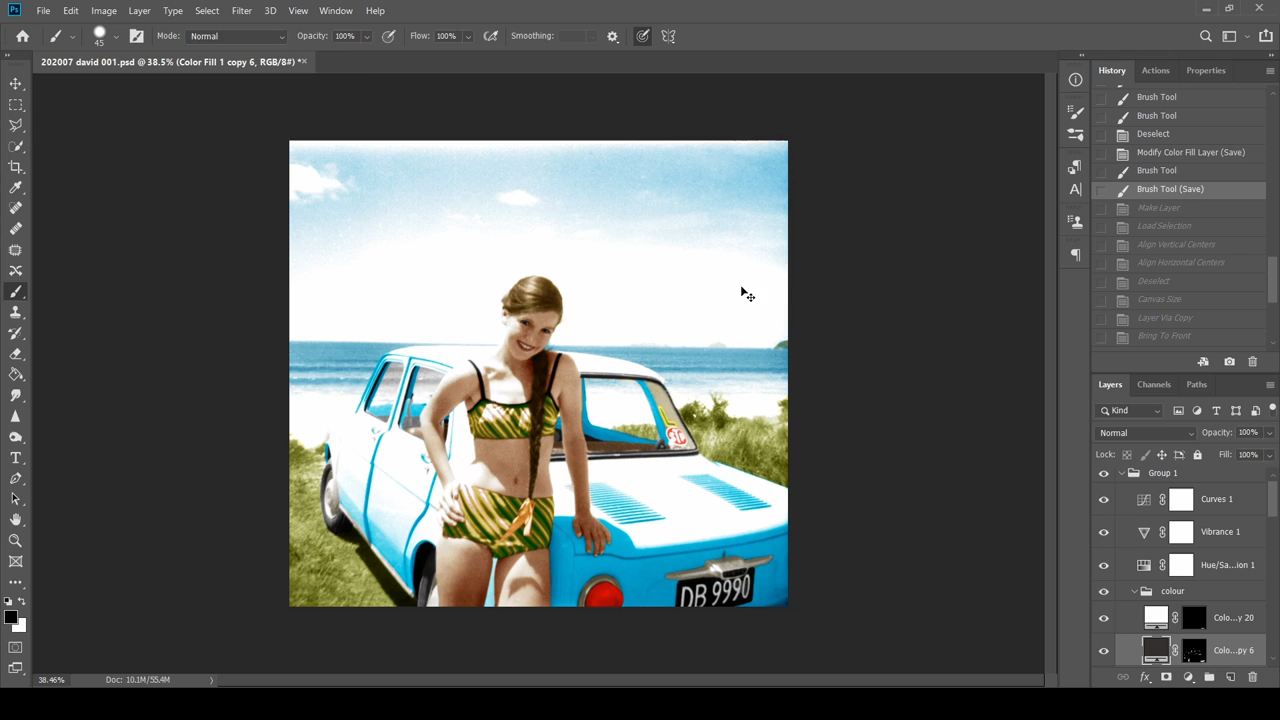 Ps File Edit Image Layer Type Select Filter 3D View Window Help
45 Mode: Normal Opacity: 100% Flow: 100% Smoothing:
202007 david 001.psd @ 38.5% (Color Fill 1 copy 6, RGB/8#) * ×
History Actions Properties
Brush Tool
Brush Tool
Deselect
Modify Color Fill Layer (Save)
Brush Tool
Brush Tool (Save)
Make Layer
Load Selection
Align Vertical Centers
Align Horizontal Centers
Deselect
Canvas Size
Layer Via Copy
Bring To Front
Layers Channels Paths
Kind
Normal Opacity: 100%
Lock: Fill: 100%
Group 1
Curves 1
Vibrance 1
Hue/Sa...ion 1
colour
Colo...y 20
Colo...py 6
L
DB 9990
38.46% Doc: 10.1M/55.4M